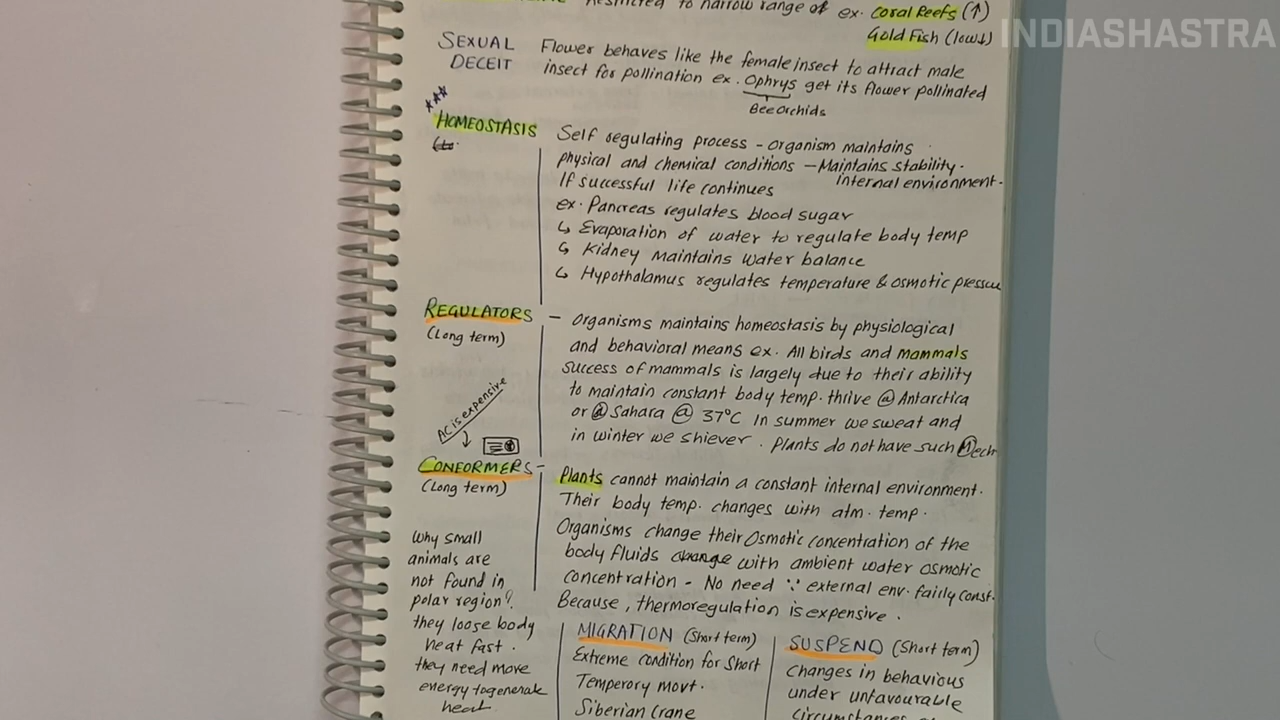 Restricted to narrow range of ex. Coral Reefs (↑)
Gold Fish (low↓)
INDIASHASTRA
SEXUAL DECEIT
Flower behaves like the female insect to attract male
insect for pollination ex. Ophrys get its flower pollinated
Bee Orchids
***
HOMEOSTASIS
Self regulating process - Organism maintains
physical and chemical conditions — Maintains stability.
internal environment.
If successful life continues
ex. Pancreas regulates blood sugar
↳ Evaporation of water to regulate body temp
↳ Kidney maintains water balance
↳ Hypothalamus regulates temperature & osmotic pressu
REGULATORS —
(Long term)
Organisms maintains homeostasis by physiological
and behavioral means ex. All birds and mammals
success of mammals is largely due to their ability
to maintain constant body temp. thrive @ Antarctica
or @ Sahara @ 37°C In summer we sweat and
in winter we shiever. Plants do not have such Mech
AC is expensive
CONFORMERS -
(Long term)
Plants cannot maintain a constant internal environment.
Their body temp. changes with atm. temp.
Organisms change their Osmotic concentration of the
body fluids change with ambient water osmotic
concentration - No need ∵ external env. fairly const.
Because, thermoregulation is expensive.
Why small
animals are
not found in
polar region?
they loose body
heat fast.
they need move
energy to generate
heat
MIGRATION (Short term)
Extreme condition for Short
Temperory movt.
Siberian Crane
SUSPEND (Short term)
Changes in behavious
under unfavourable
circumstances